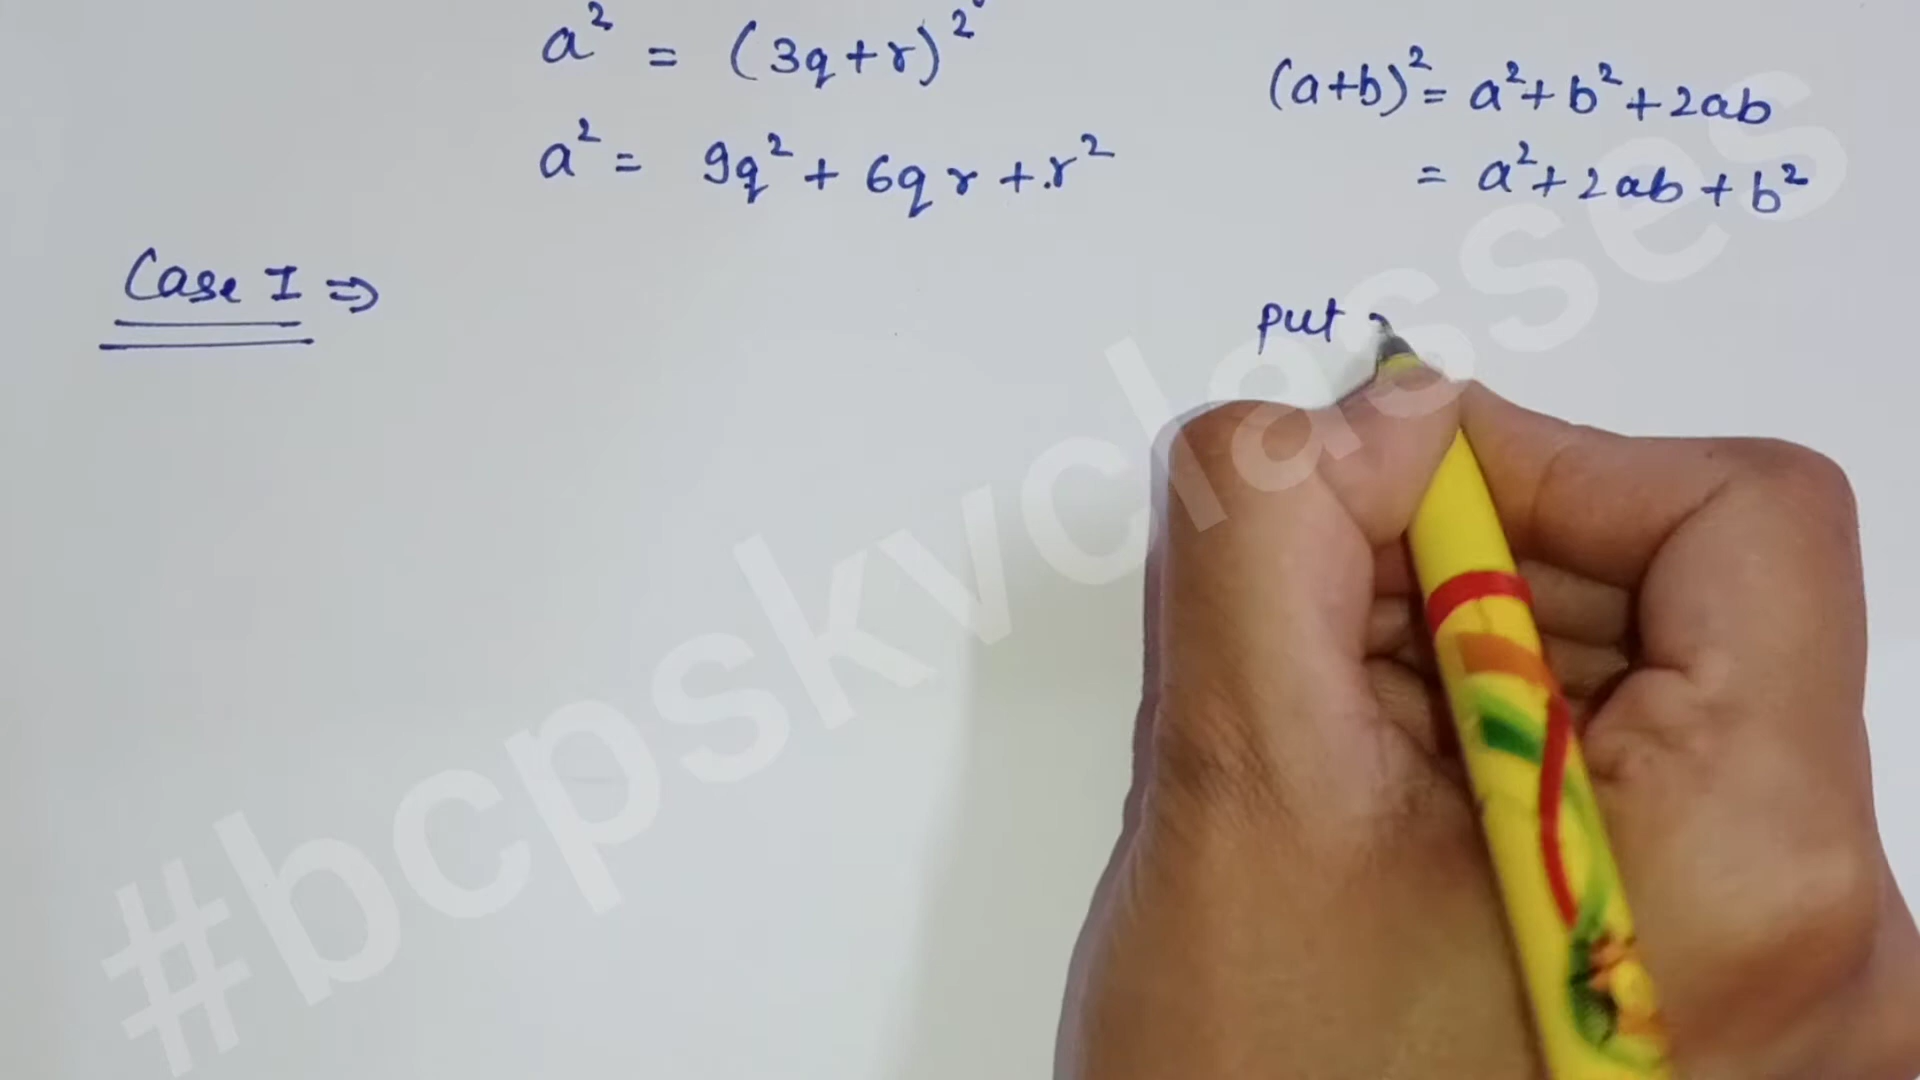 a² = (3q+r)²
(a+b)² = a²+b²+2ab
a² = 9q²+6qr+r²
= a²+2ab+b²
Case I ⇒
put
#bcpskvclasses